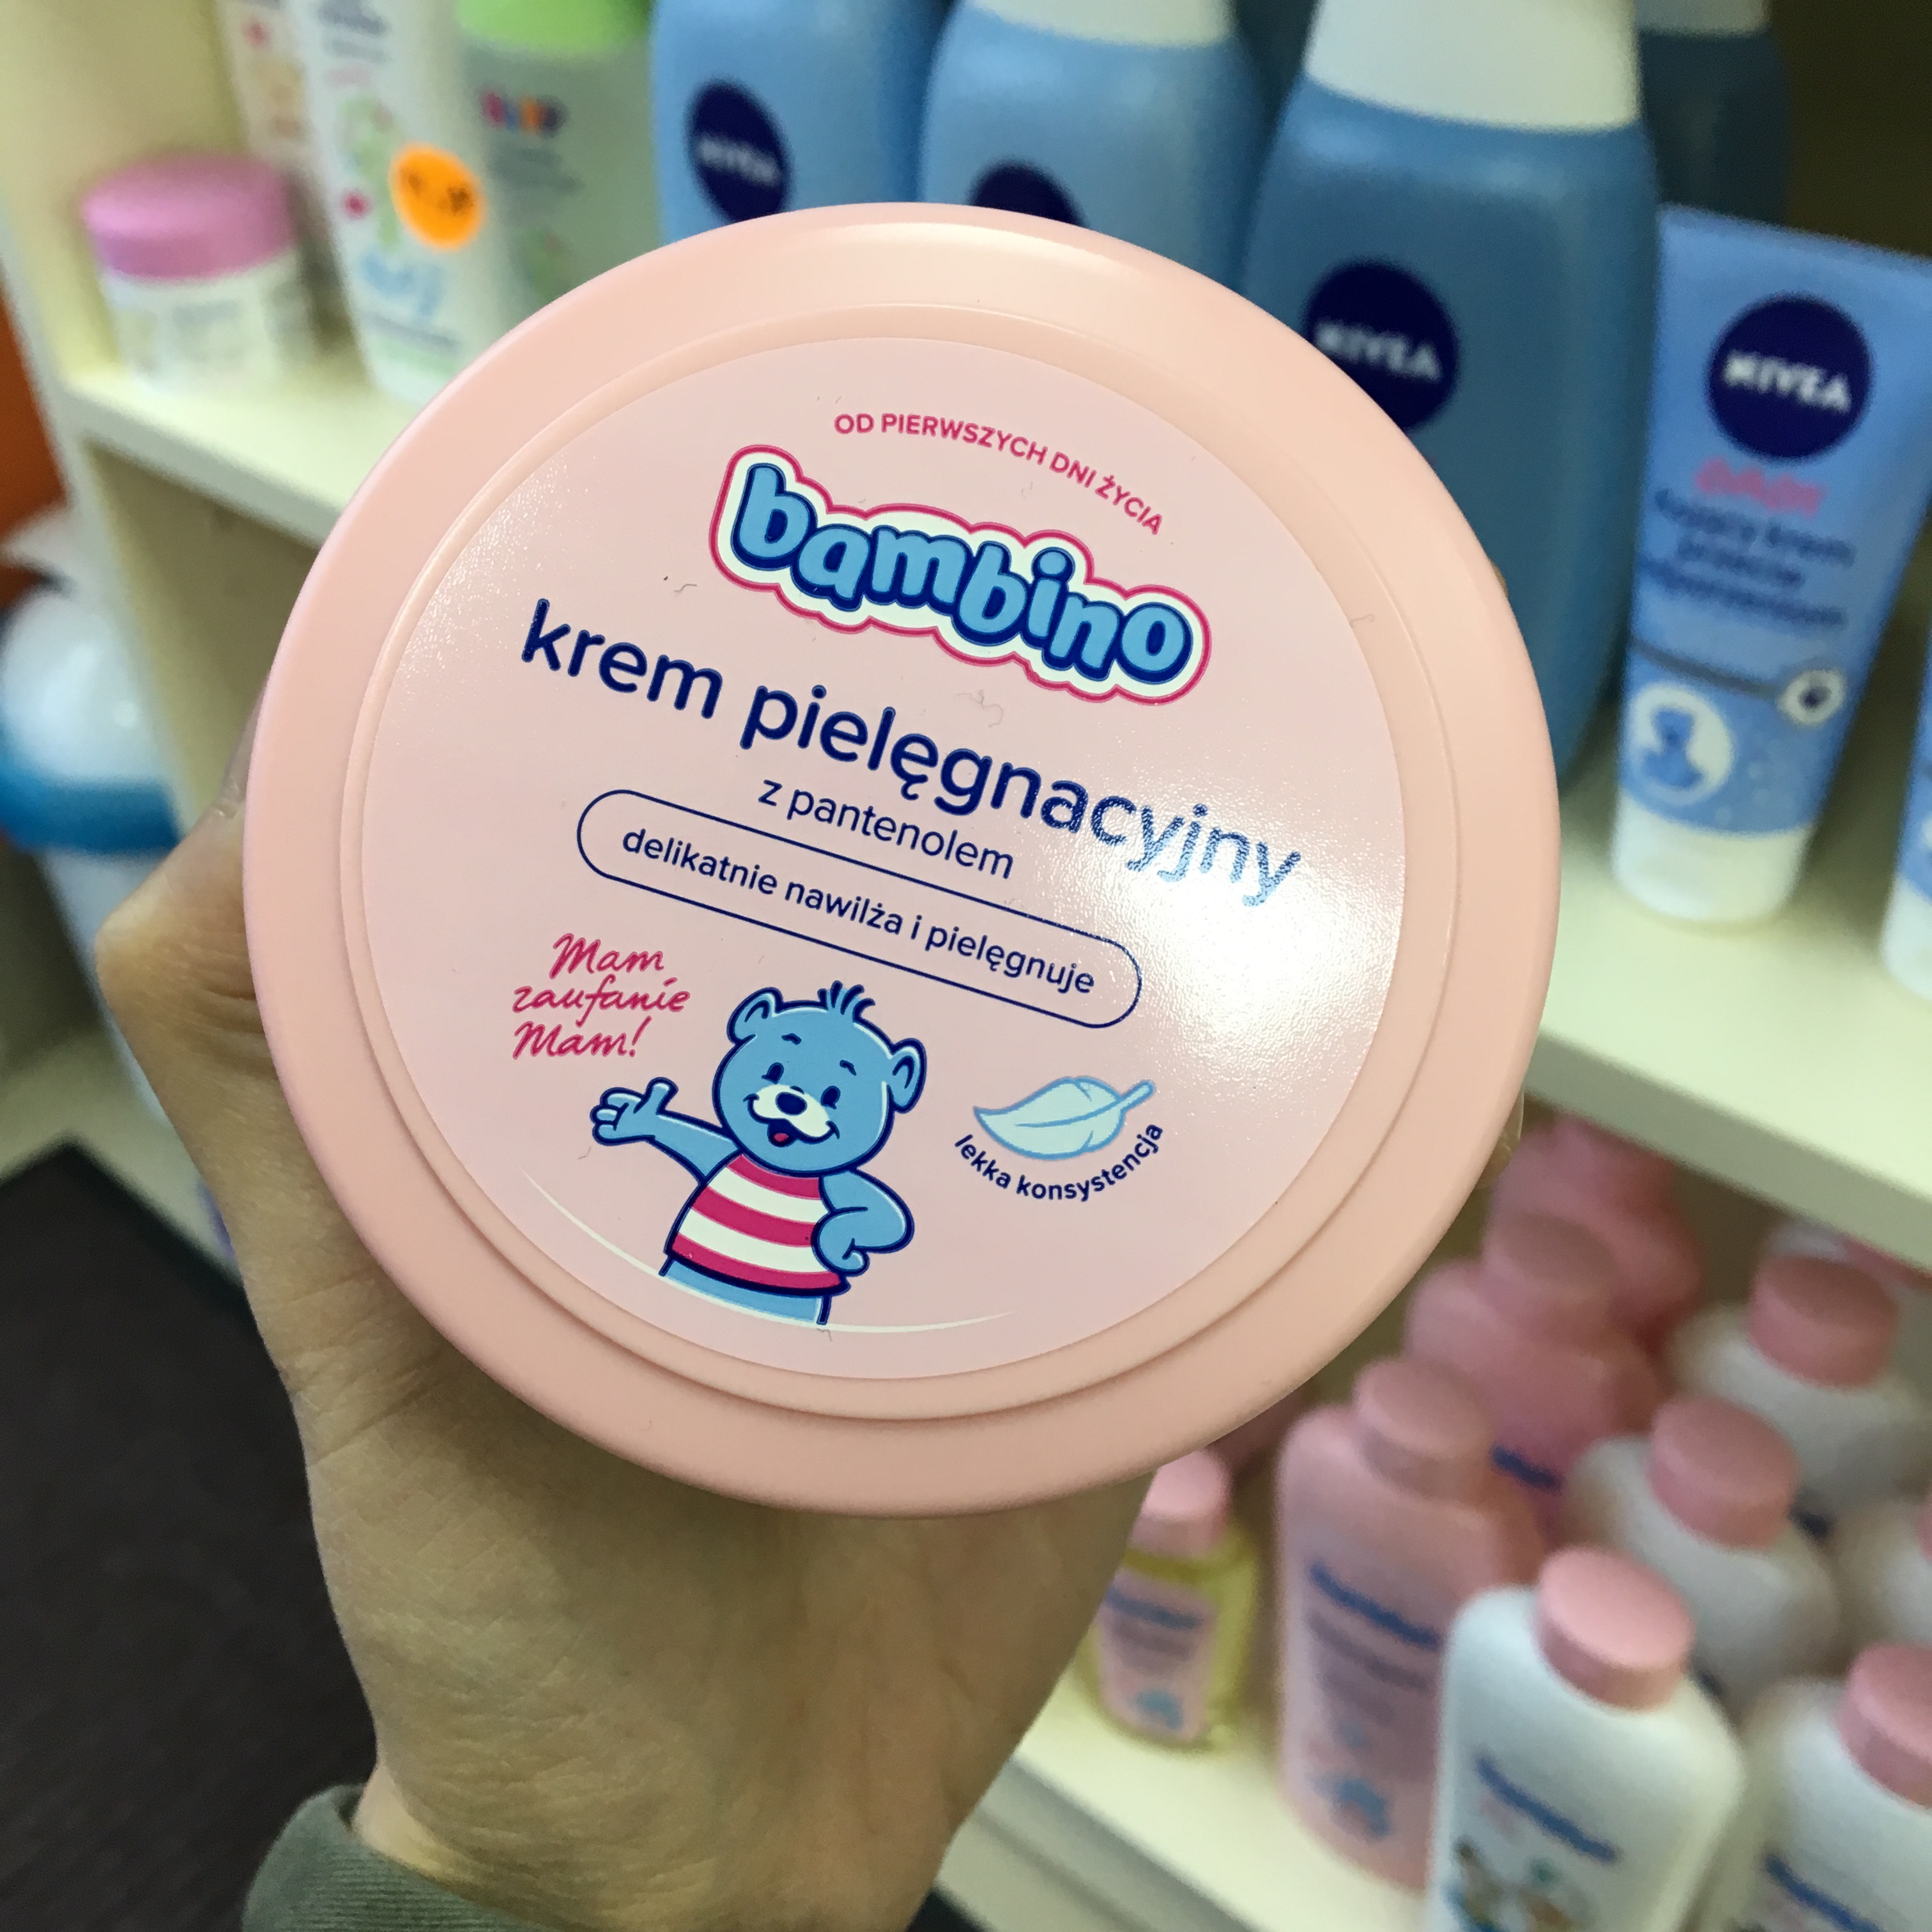 NIVEA
NIVEA
NIVEA
OD PIERWSZYCH DNI ŻYCIA
bambino
krem pielęgnacyjny
z pantenolem
delikatnie nawilża i pielęgnuje
Mam
zaufanie
Mam!
lekka konsystencja